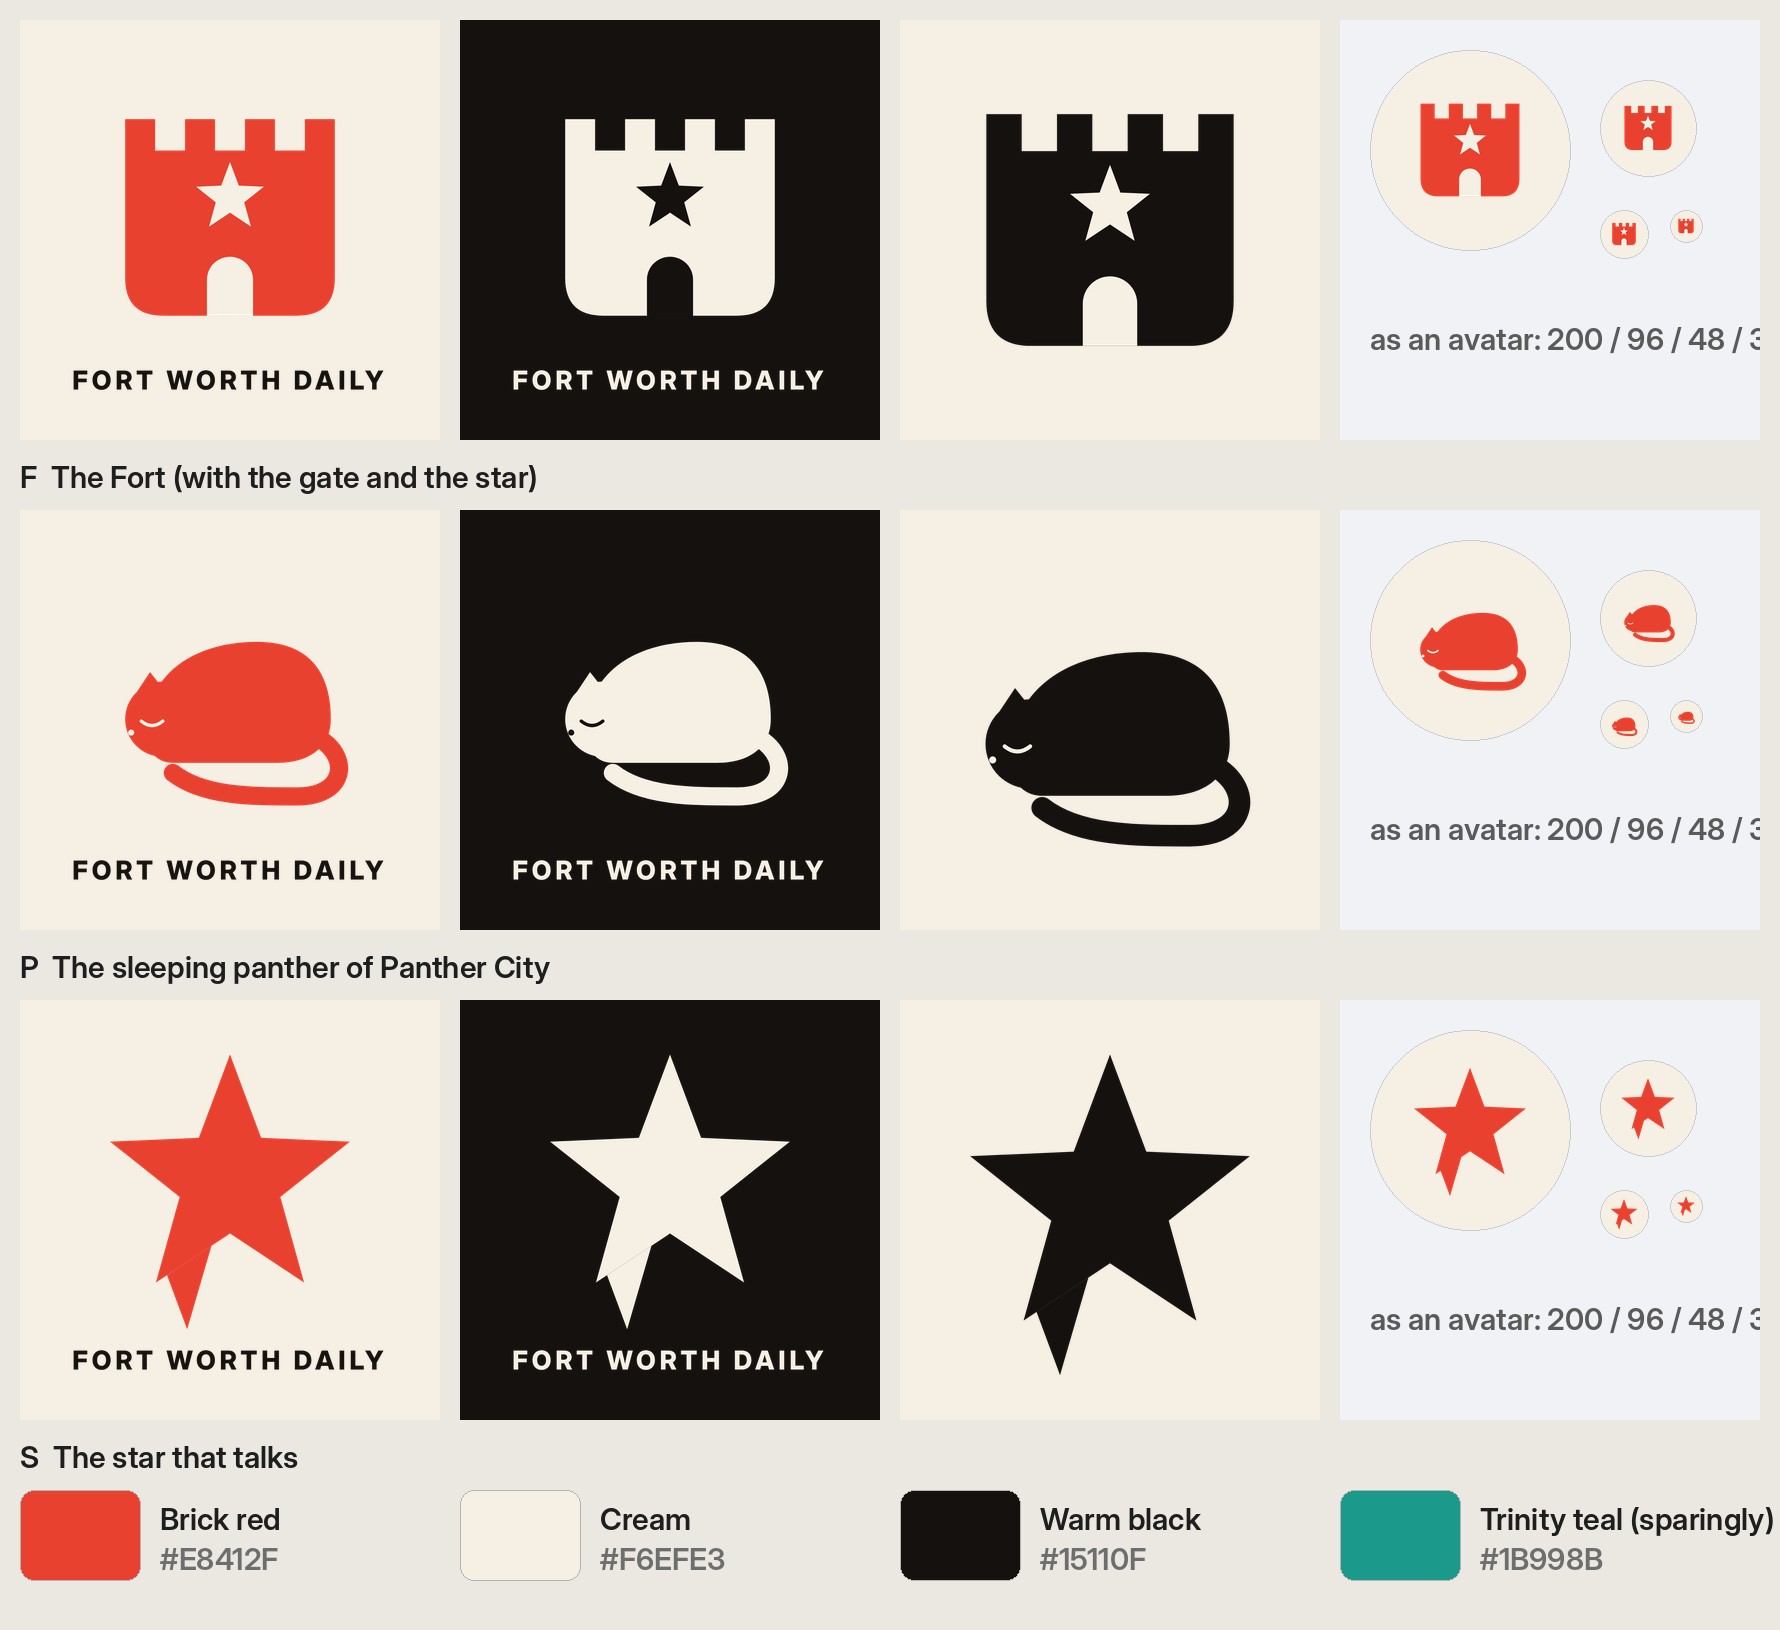 FORT WORTH DAILY
FORT WORTH DAILY
as an avatar: 200 / 96 / 48 / 3
F The Fort (with the gate and the star)
FORT WORTH DAILY
FORT WORTH DAILY
as an avatar: 200 / 96 / 48 / 3
P The sleeping panther of Panther City
FORT WORTH DAILY
FORT WORTH DAILY
as an avatar: 200 / 96 / 48 / 3
S The star that talks
Brick red
#E8412F
Cream
#F6EFE3
Warm black
#15110F
Trinity teal (sparingly)
#1B998B